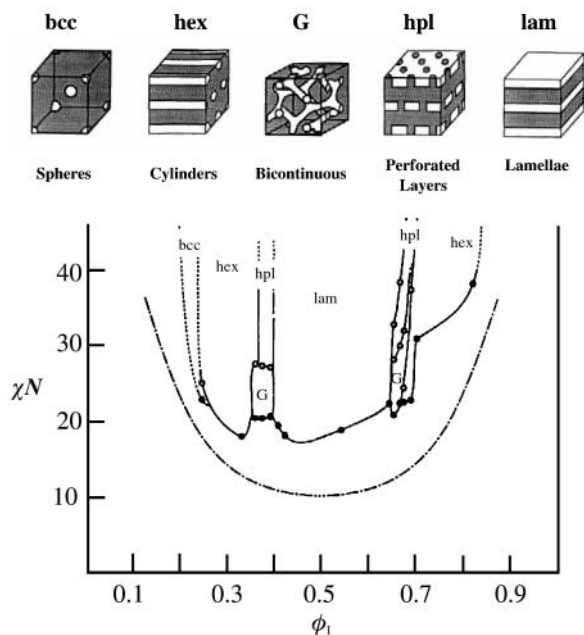 bcc hex G hpl lam
Spheres Cylinders Bicontinuous Perforated Layers Lamellae
bcc hex hpl lam hpl hex
G G
40
30
χN
20
10
0.1 0.3 0.5 0.7 0.9
ϕI